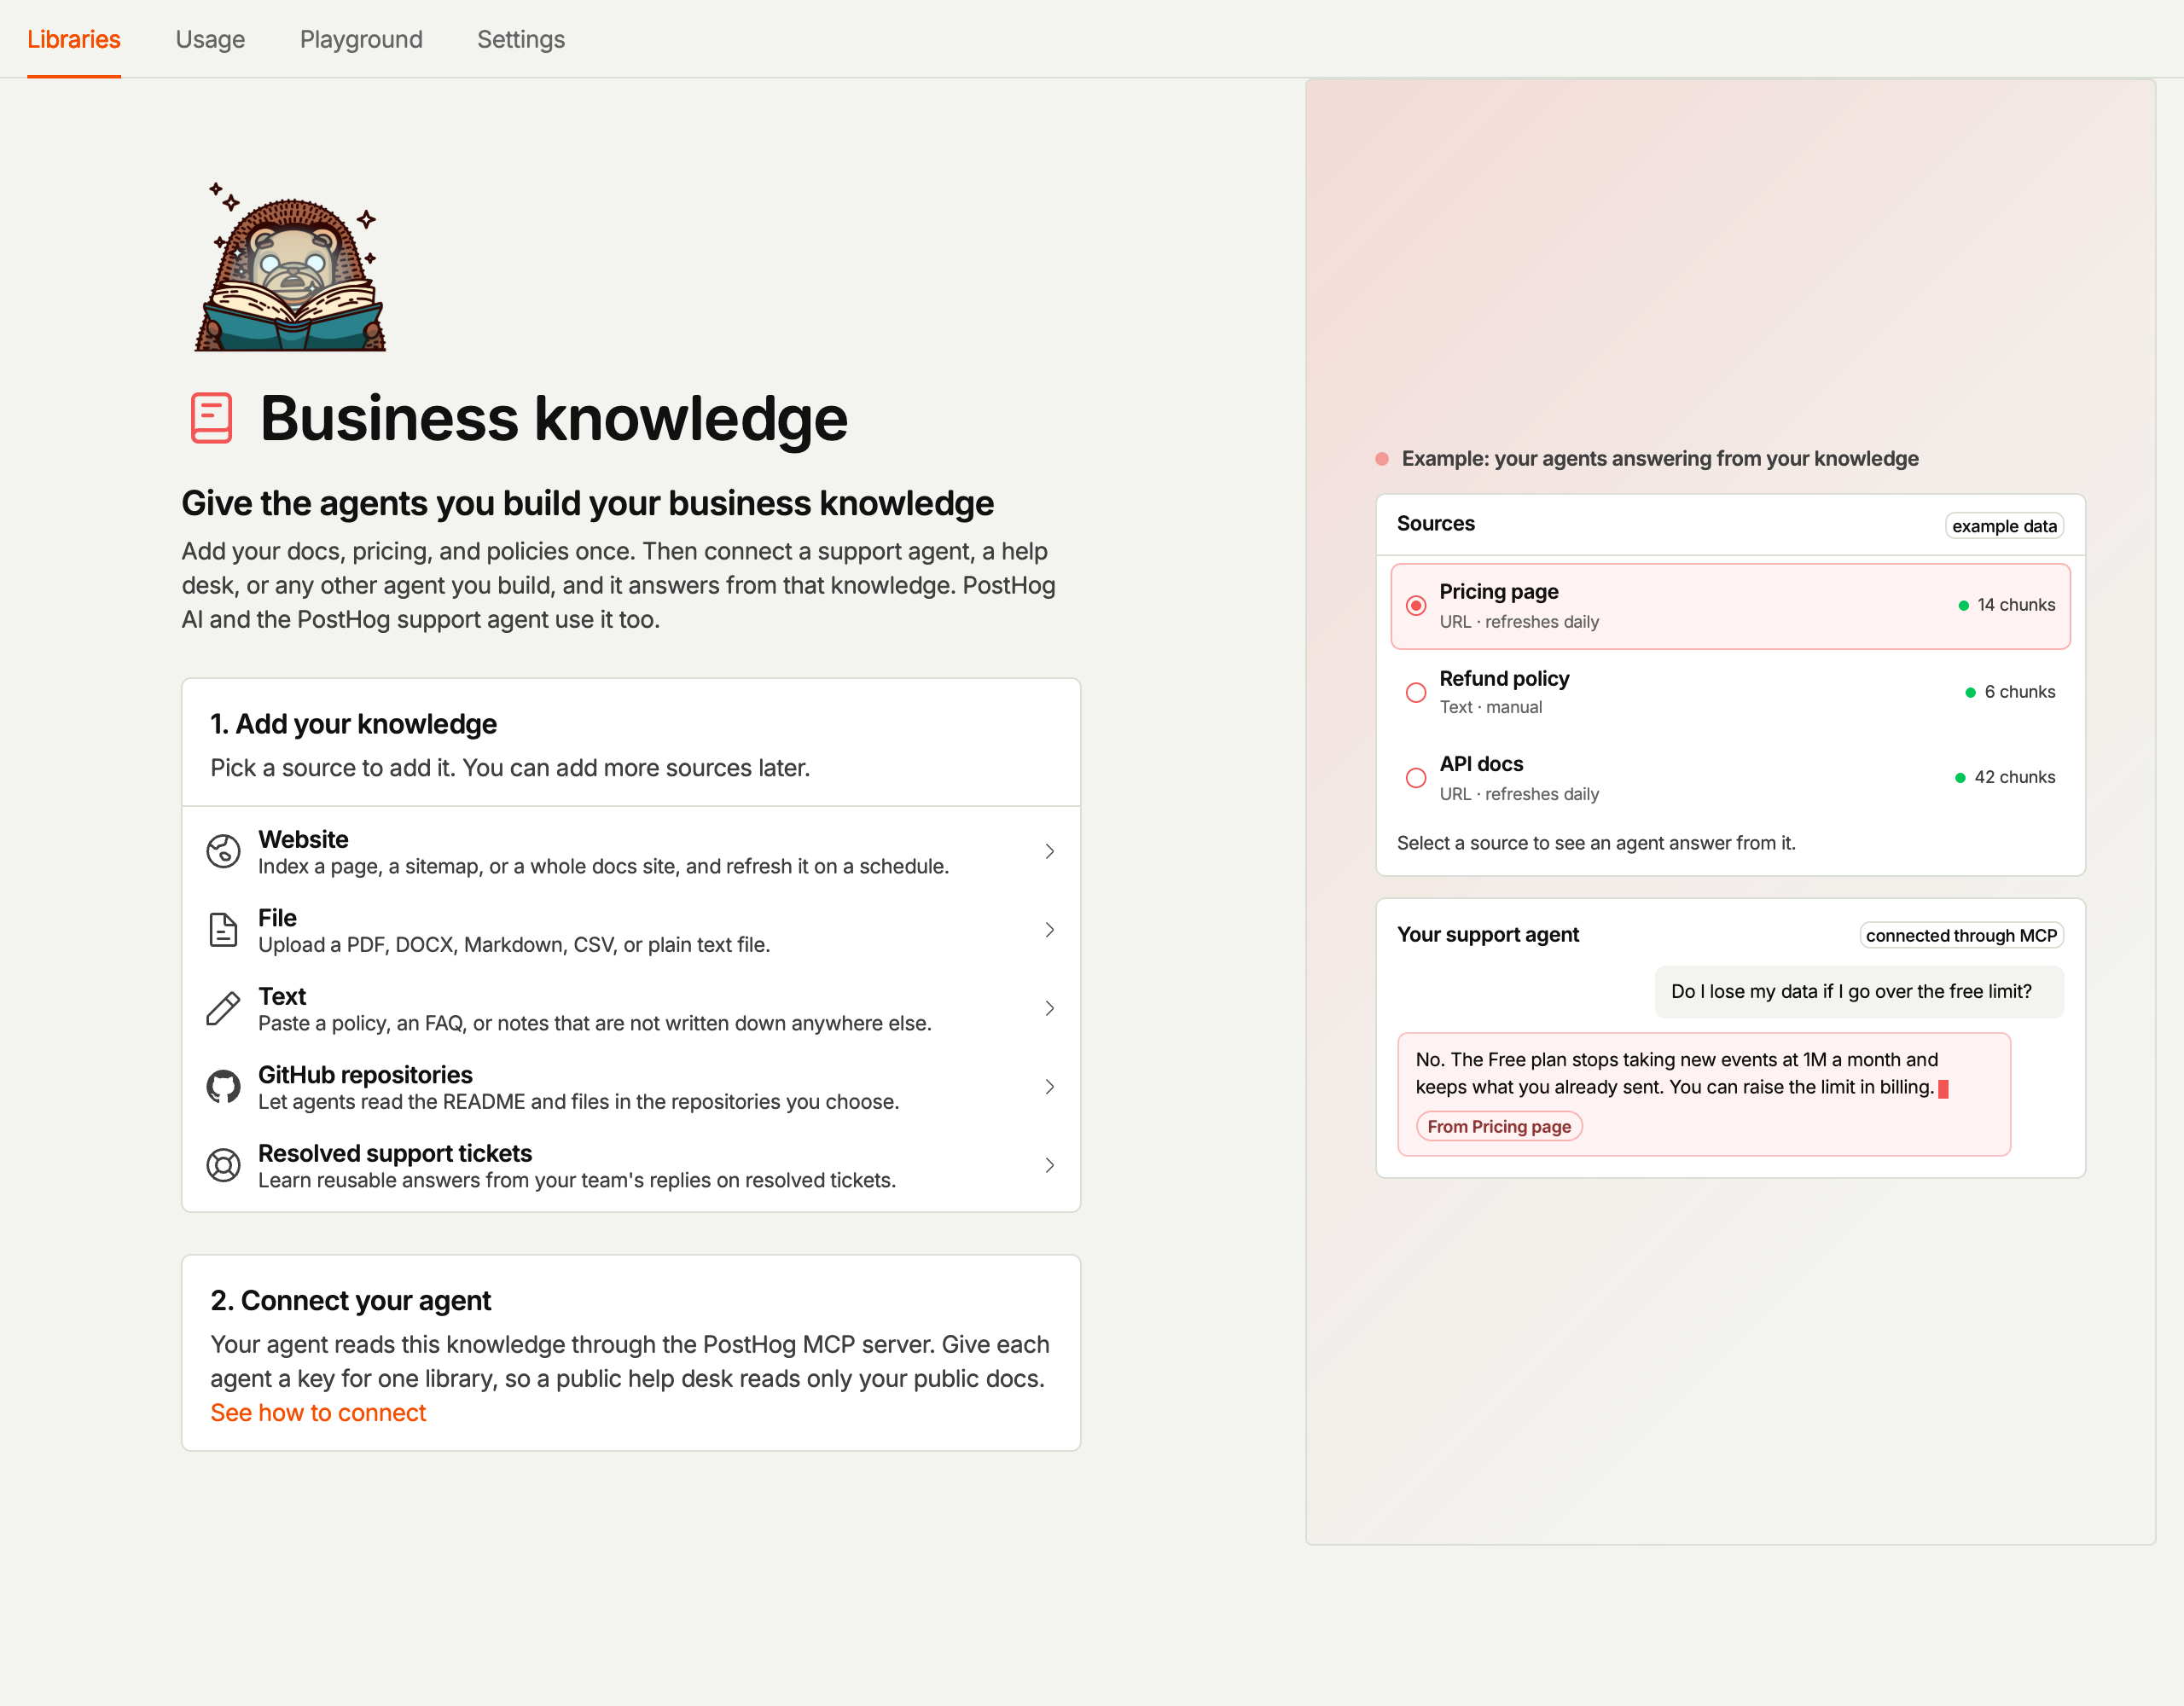 Libraries
Usage
Playground
Settings
Business knowledge
Give the agents you build your business knowledge
Add your docs, pricing, and policies once. Then connect a support agent, a help
desk, or any other agent you build, and it answers from that knowledge. PostHog
AI and the PostHog support agent use it too.
1. Add your knowledge
Pick a source to add it. You can add more sources later.
Website
Index a page, a sitemap, or a whole docs site, and refresh it on a schedule.
File
Upload a PDF, DOCX, Markdown, CSV, or plain text file.
Text
Paste a policy, an FAQ, or notes that are not written down anywhere else.
GitHub repositories
Let agents read the README and files in the repositories you choose.
Resolved support tickets
Learn reusable answers from your team's replies on resolved tickets.
2. Connect your agent
Your agent reads this knowledge through the PostHog MCP server. Give each
agent a key for one library, so a public help desk reads only your public docs.
See how to connect
Example: your agents answering from your knowledge
Sources
example data
Pricing page
URL · refreshes daily
14 chunks
Refund policy
Text · manual
6 chunks
API docs
URL · refreshes daily
42 chunks
Select a source to see an agent answer from it.
Your support agent
connected through MCP
Do I lose my data if I go over the free limit?
No. The Free plan stops taking new events at 1M a month and
keeps what you already sent. You can raise the limit in billing.
From Pricing page